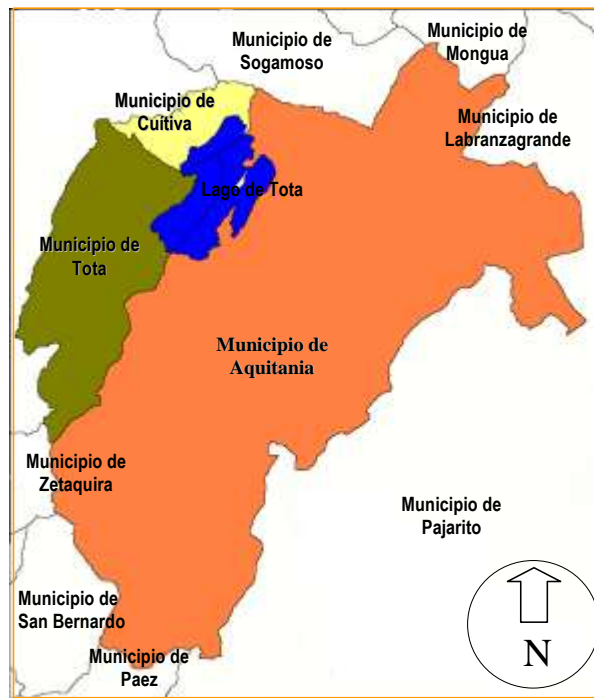 Municipio de
Sogamoso
Municipio de
Mongua
Municipio de
Cuítiva
Municipio de
Labranzagrande
Lago de Tota
Municipio de
Tota
Municipio de
Aquitania
Municipio de
Zetaquira
Municipio de
Pajarito
Municipio de
San Bernardo
Municipio de
Paez
N